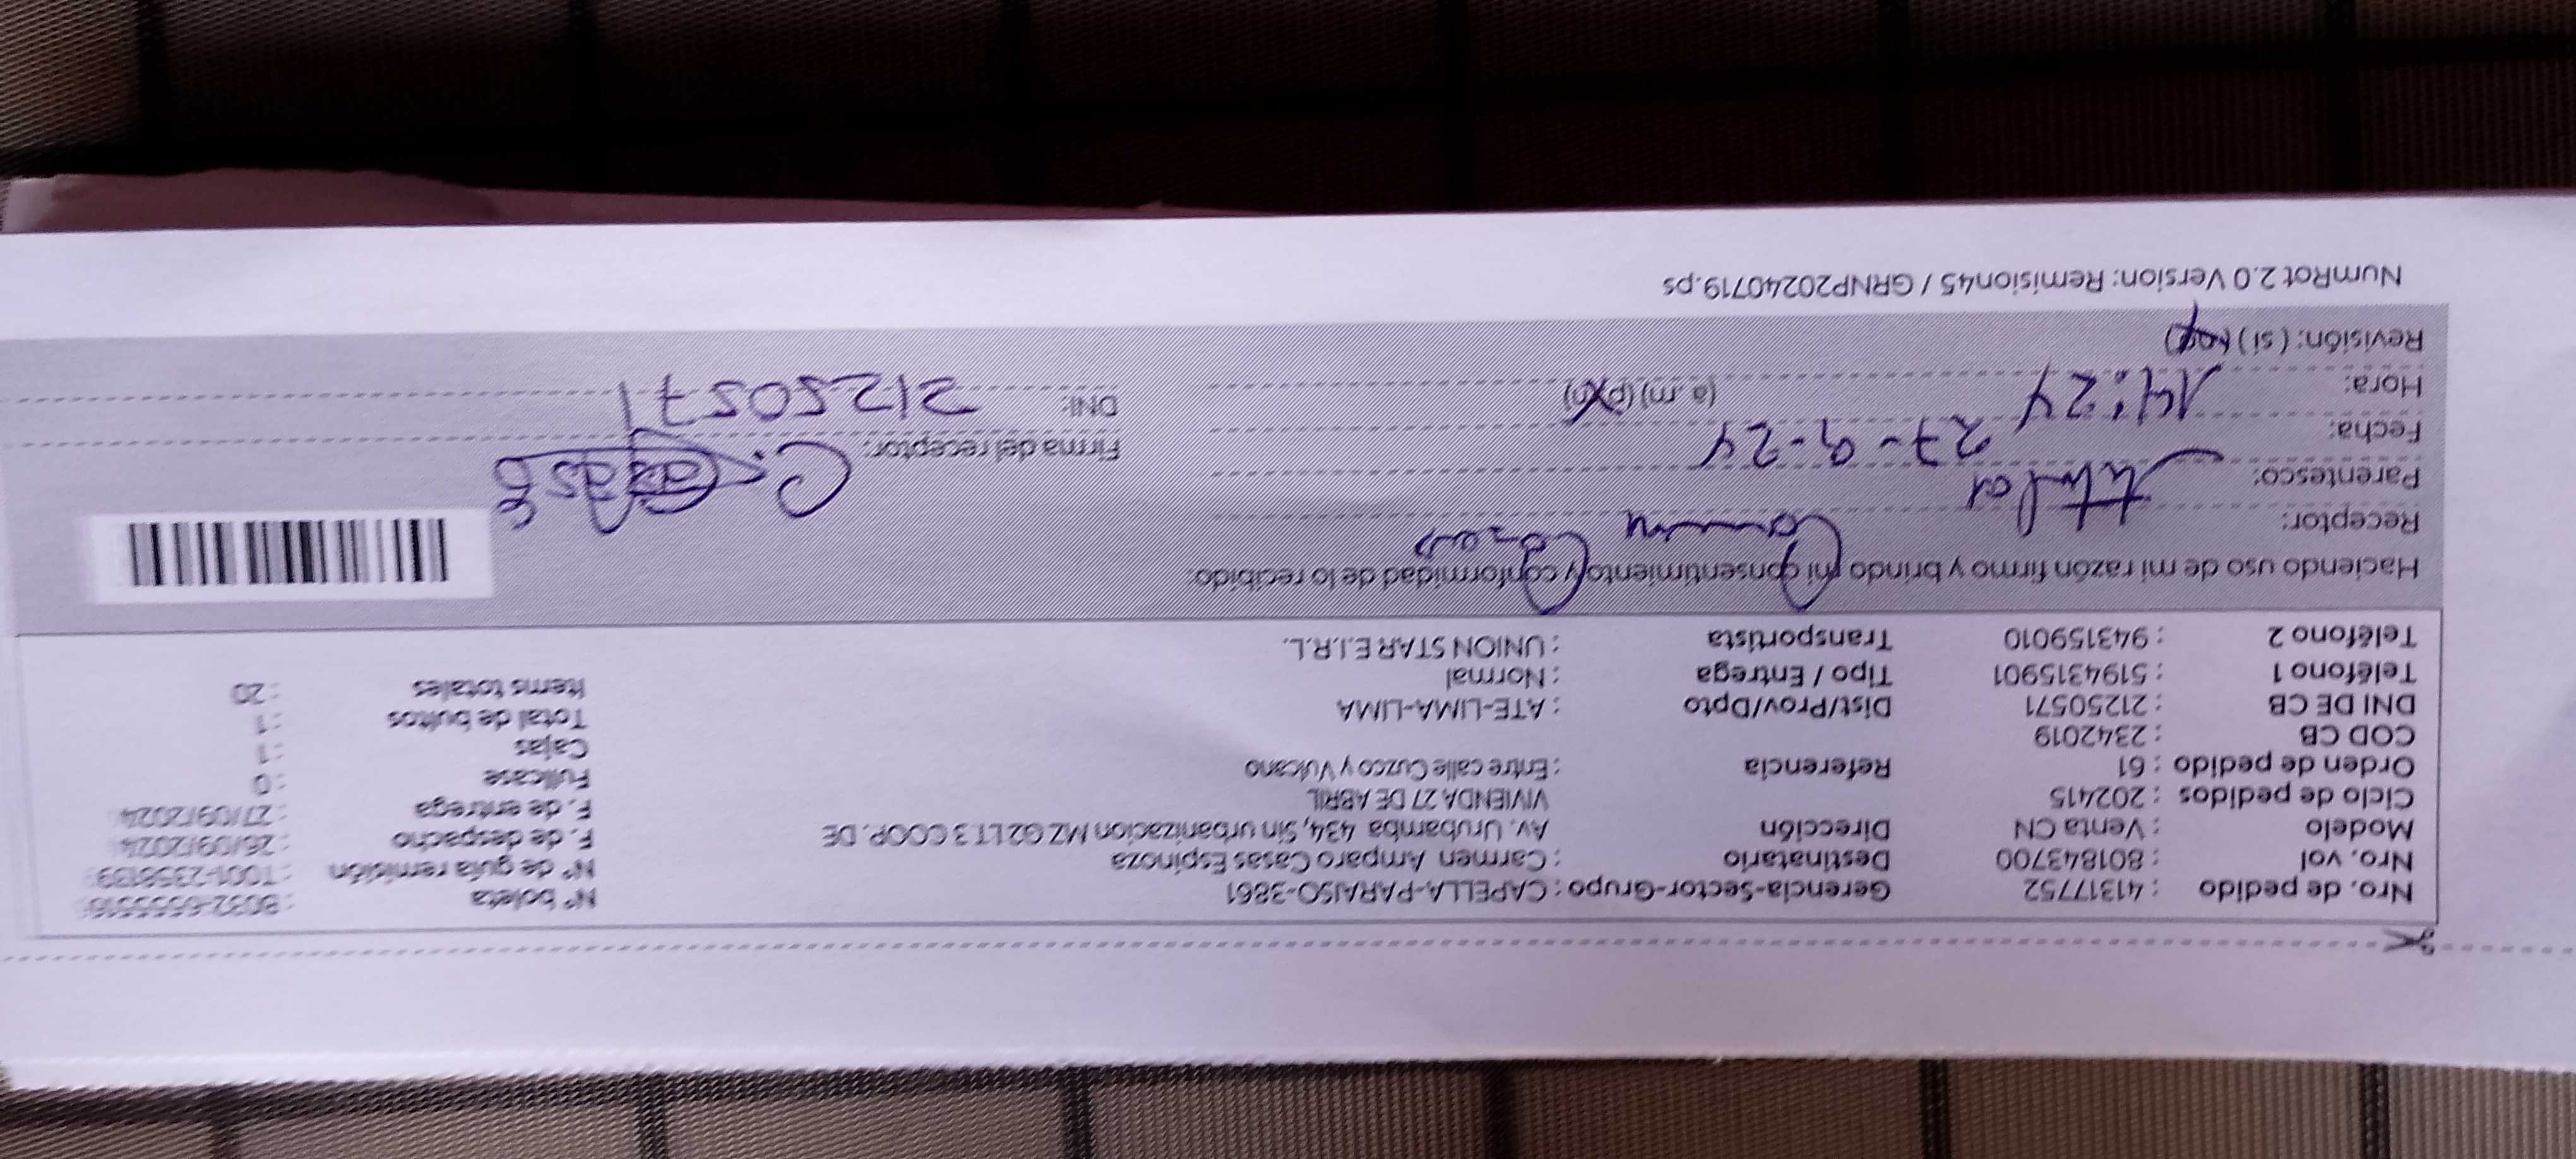 Nro. de pedido : 41317752 Gerencia-Sector-Grupo : CAPELLA-PARAISO-3861 N° boleta
Nro. vol : 801843700 Destinatario : Carmen Amparo Casas Espinoza N° de guía remisión : T001-2358139
Modelo : Venta CN Dirección Av. Urubamba 434, Sin urbanizacion MZ G2 LT 3 COOP. DE F. de despacho : 26/09/2024
Ciclo de pedidos : 202415 VIVIENDA 27 DE ABRIL F. de entrega : 27/09/2024
Orden de pedido : 61 Referencia : Entre calle Cuzco y Vulcano Fullcase : 0
COD CB : 2342019 Cajas : 1
DNI DE CB : 21250571 Dist/Prov/Dpto : ATE-LIMA-LIMA Total de bultos : 1
Teléfono 1 : 5194315901 Tipo / Entrega : Normal Items totales : 20
Teléfono 2 : 943159010 Transportista : UNION STAR E.I.R.L.
Haciendo uso de mi razón firmo y brindo mi consentimiento y conformidad de lo recibido.
Receptor: Carmen Casas
Parentesco: titular
Firma del receptor: C. Casas E
Fecha: 27-9-24
DNI: 21250571
Hora: 14:24 (a.m) (p.m)
Revisión: (si) (no)
NumRot 2.0 Version: Remision45 / GRNP20240719.ps